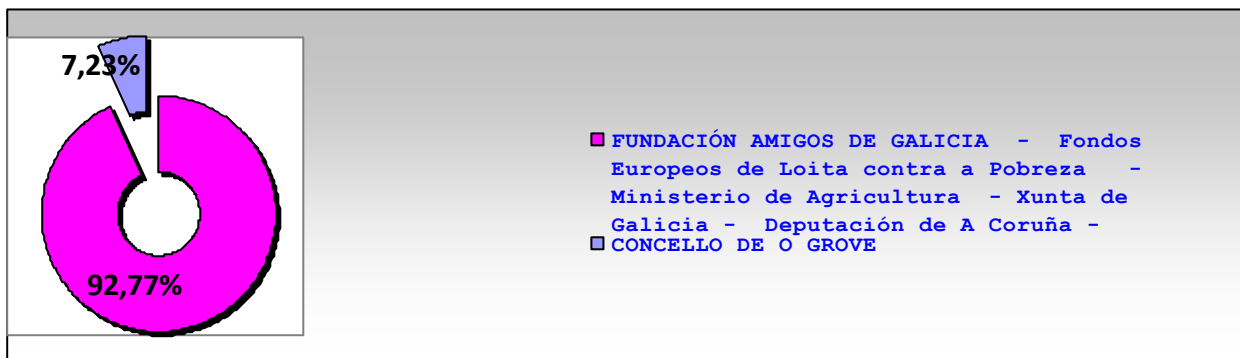 7,23%
92,77%
FUNDACIÓN AMIGOS DE GALICIA - Fondos
Europeos de Loita contra a Pobreza -
Ministerio de Agricultura - Xunta de
Galicia - Deputación de A Coruña -
CONCELLO DE O GROVE